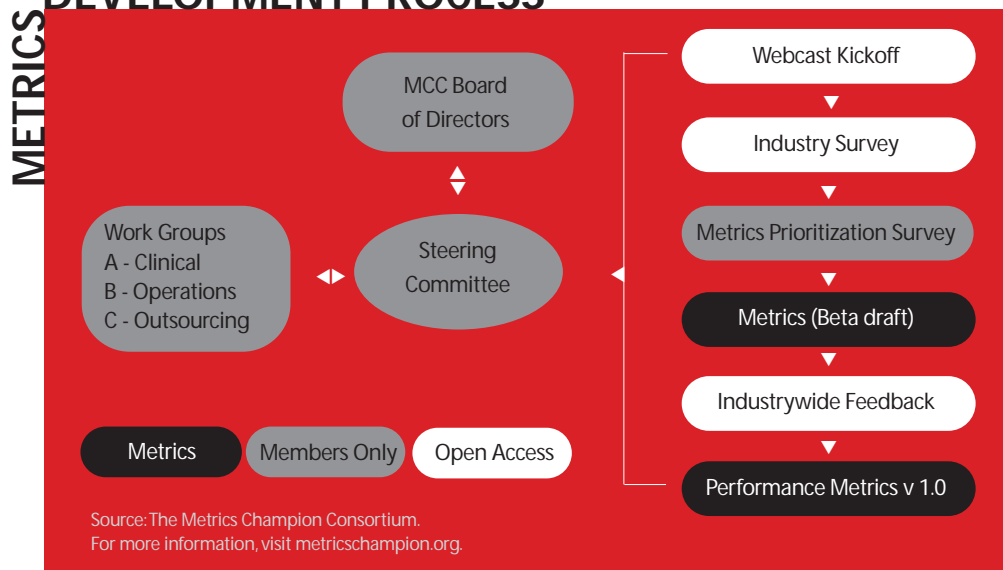 METRICS
DEVELOPMENT PROCESS
MCC Board
of Directors
Work Groups
A - Clinical
B - Operations
C - Outsourcing
Steering
Committee
Webcast Kickoff
Industry Survey
Metrics Prioritization Survey
Metrics (Beta draft)
Industrywide Feedback
Performance Metrics v 1.0
Metrics
Members Only
Open Access
Source: The Metrics Champion Consortium.
For more information, visit metricschampion.org.